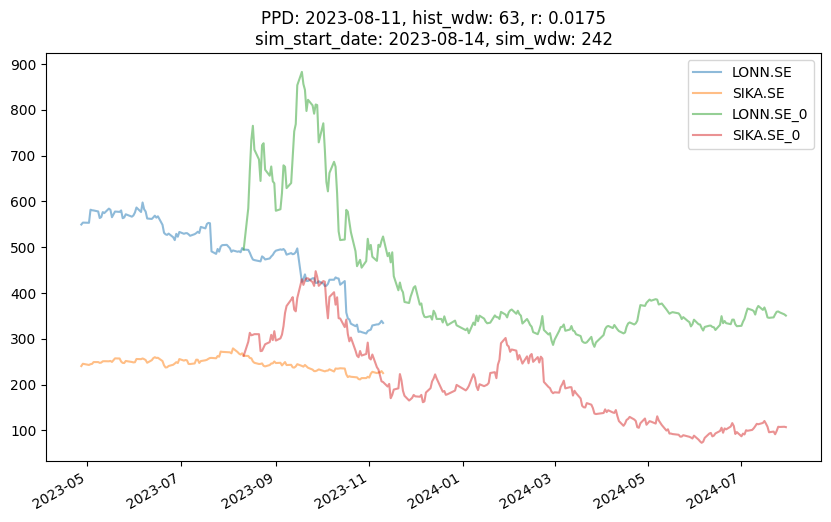 PPD: 2023-08-11, hist_wdw: 63, r: 0.0175
sim_start_date: 2023-08-14, sim_wdw: 242
LONN.SE
SIKA.SE
LONN.SE_0
SIKA.SE_0
900
800
700
600
500
400
300
200
100
2023-05
2023-07
2023-09
2023-11
2024-01
2024-03
2024-05
2024-07